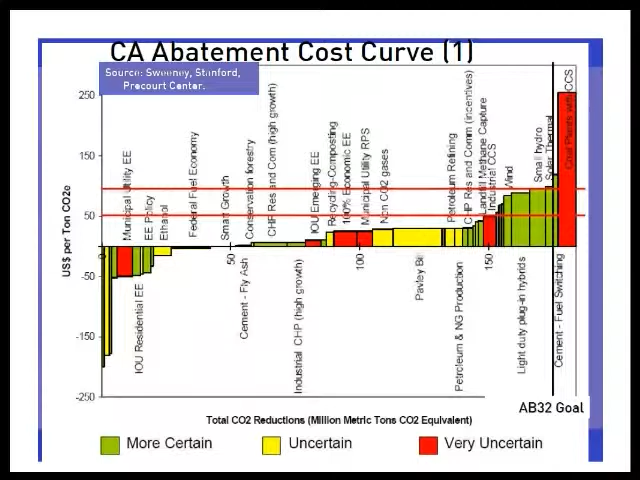 CA Abatement Cost Curve (1)
Source: Sweeney, Stanford,
Precourt Center.
US$ per Ton CO2e
250
150
50
-50
-150
-250
0
50
100
150
Municipal Utility EE
EE Policy
Ethanol
Federal Fuel Economy
Smart Growth
Conservation forestry
CHP Res and Com (high growth)
IOU Emerging EE
Recycling-Composting
100% Economic EE
Municipal Utility RPS
Non CO2 gases
Petroleum Refining
CHP Res and Comm (incentives)
Landfill Methane Capture
Industrial CCS
Wind
Small hydro
Solar Thermal
Coal Plants with CCS
IOU Residential EE
Cement - Fly Ash
Industrial CHP (high growth)
Pavley Bill
Petroleum & NG Production
Light duty plug-in hybrids
Cement - Fuel Switching
AB32 Goal
Total CO2 Reductions (Million Metric Tons CO2 Equivalent)
More Certain
Uncertain
Very Uncertain